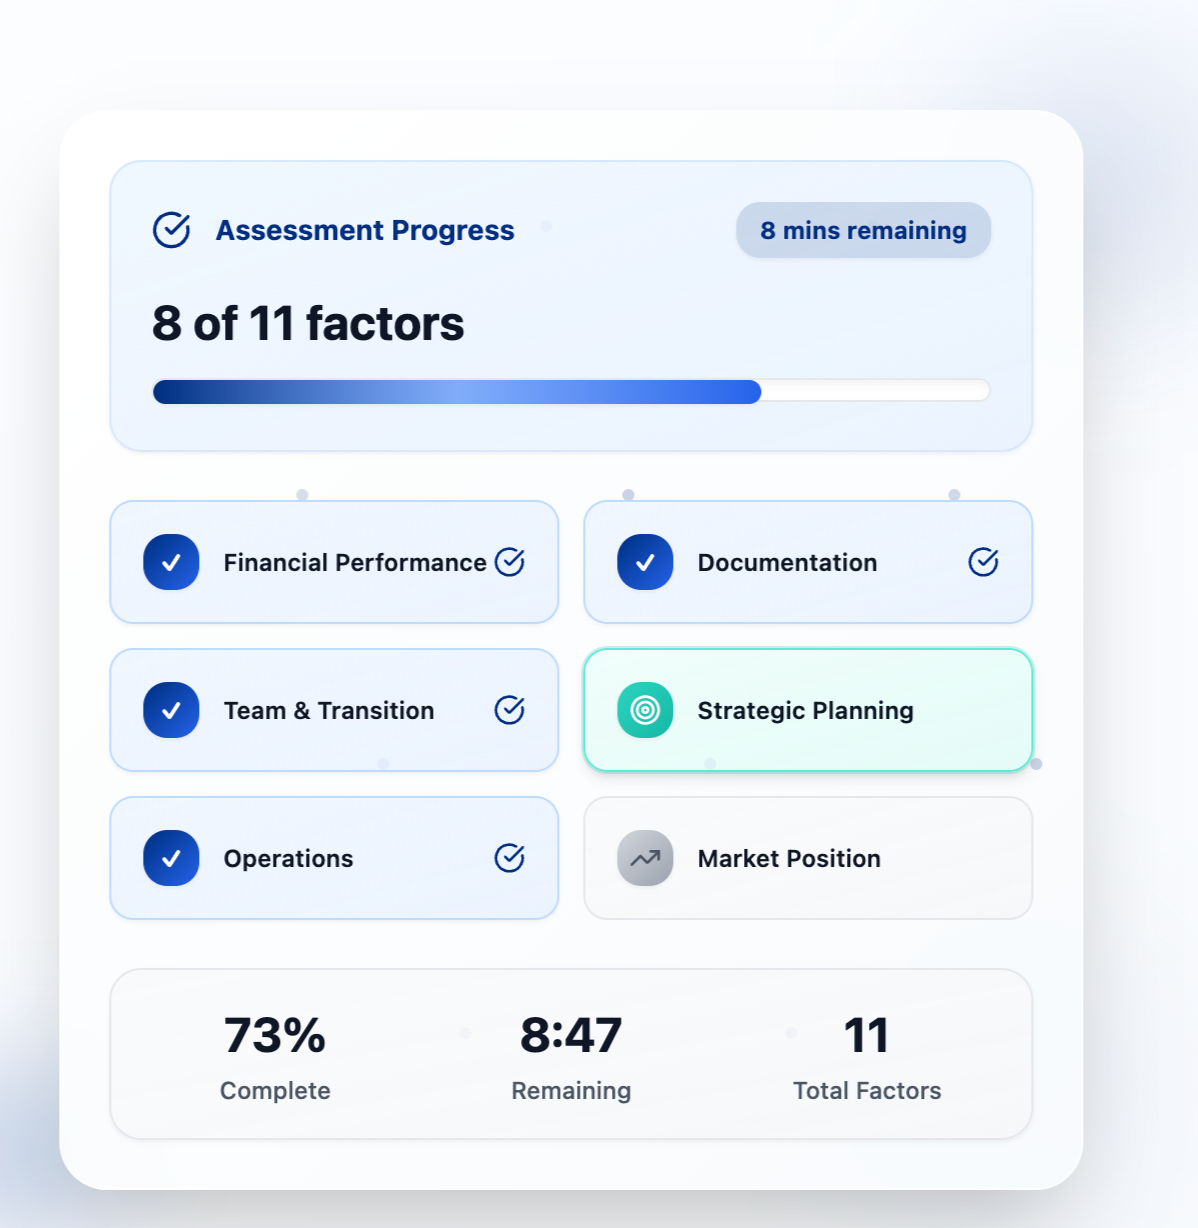 Assessment Progress
8 mins remaining
8 of 11 factors
Financial Performance
Documentation
Team & Transition
Strategic Planning
Operations
Market Position
73%
Complete
8:47
Remaining
11
Total Factors